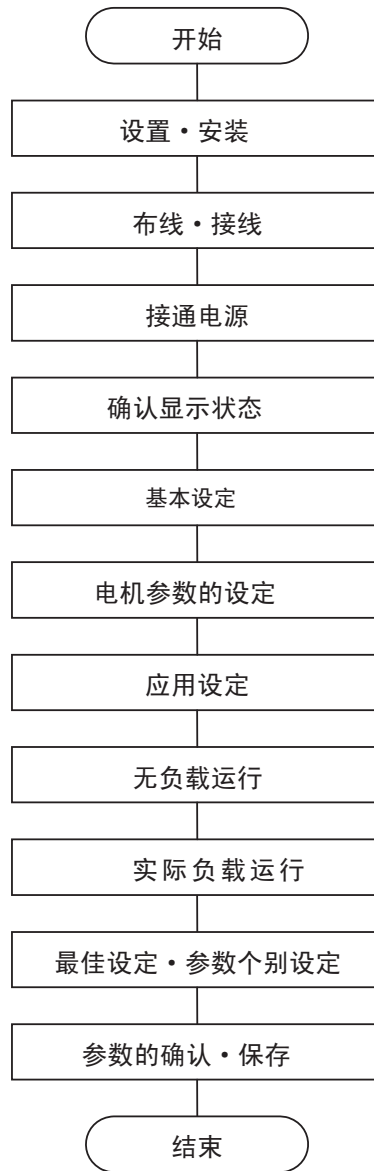 开始
设置·安装
布线·接线
接通电源
确认显示状态
基本设定
电机参数的设定
应用设定
无负载运行
实际负载运行
最佳设定·参数个别设定
参数的确认·保存
结束